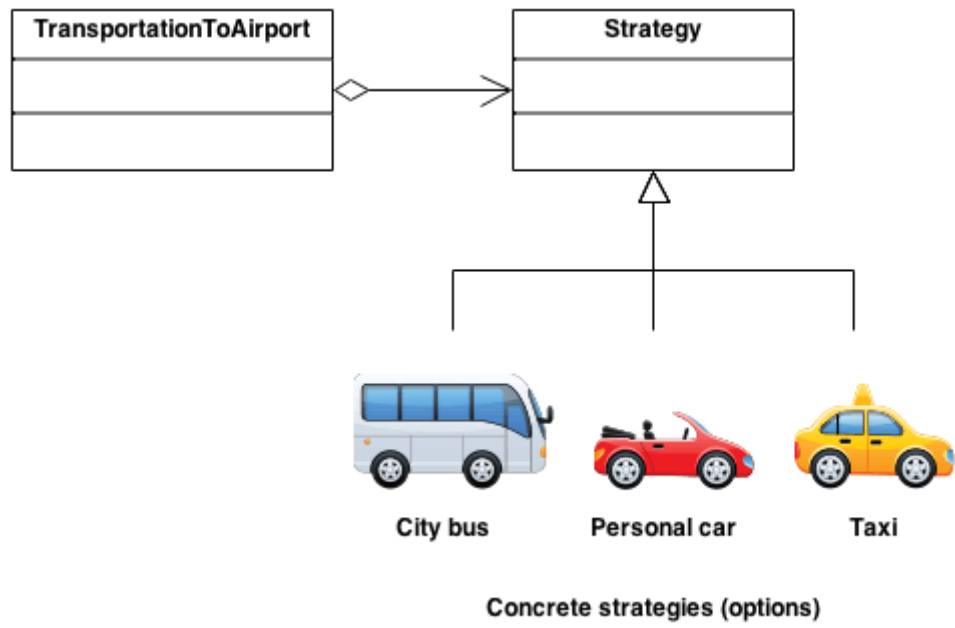 TransportationToAirport
Strategy
City bus
Personal car
Taxi
Concrete strategies (options)